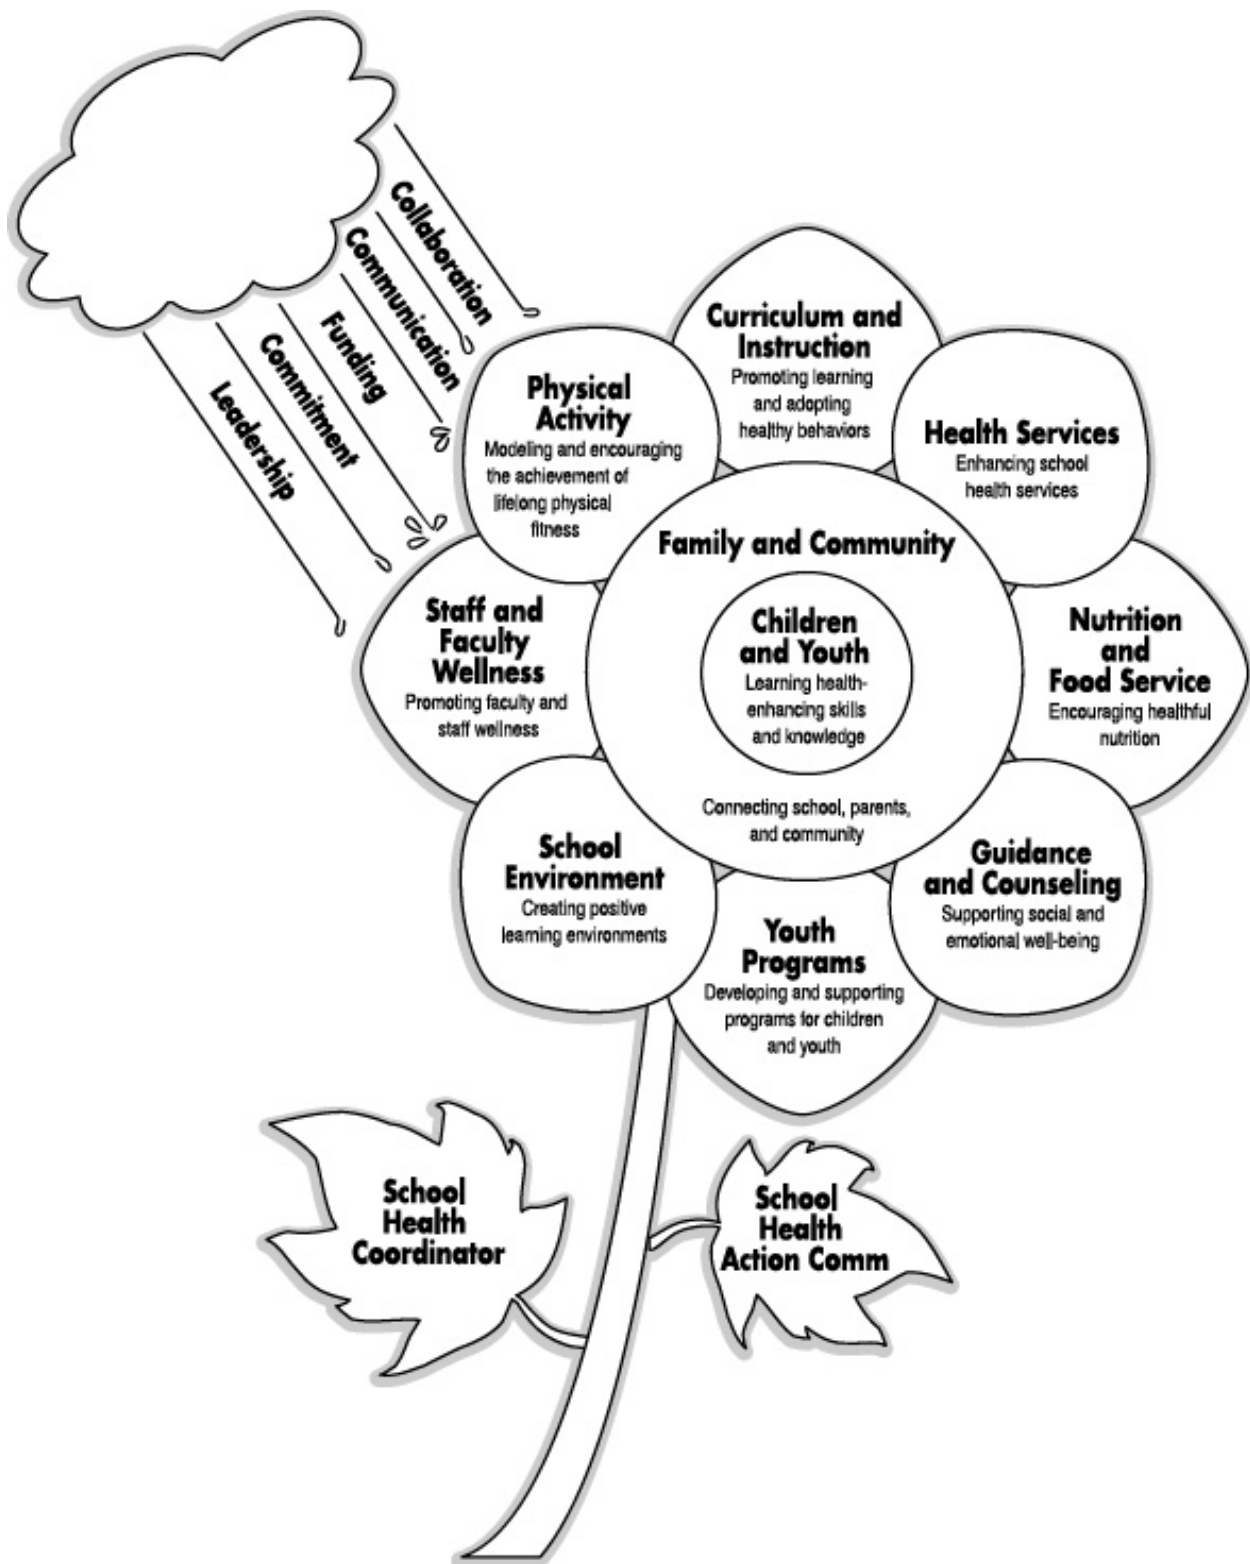 Collaboration
Communication
Funding
Commitment
Leadership
Curriculum and
Instruction
Promoting learning
and adopting
healthy behaviors
Physical
Activity
Modeling and encouraging
the achievement of
lifelong physical
fitness
Health Services
Enhancing school
health services
Family and Community
Children
and Youth
Learning health-
enhancing skills
and knowledge
Connecting school, parents,
and community
Staff and
Faculty
Wellness
Promoting faculty and
staff wellness
Nutrition
and
Food Service
Encouraging healthful
nutrition
School
Environment
Creating positive
learning environments
Guidance
and Counseling
Supporting social and
emotional well-being
Youth
Programs
Developing and supporting
programs for children
and youth
School
Health
Coordinator
School
Health
Action Comm